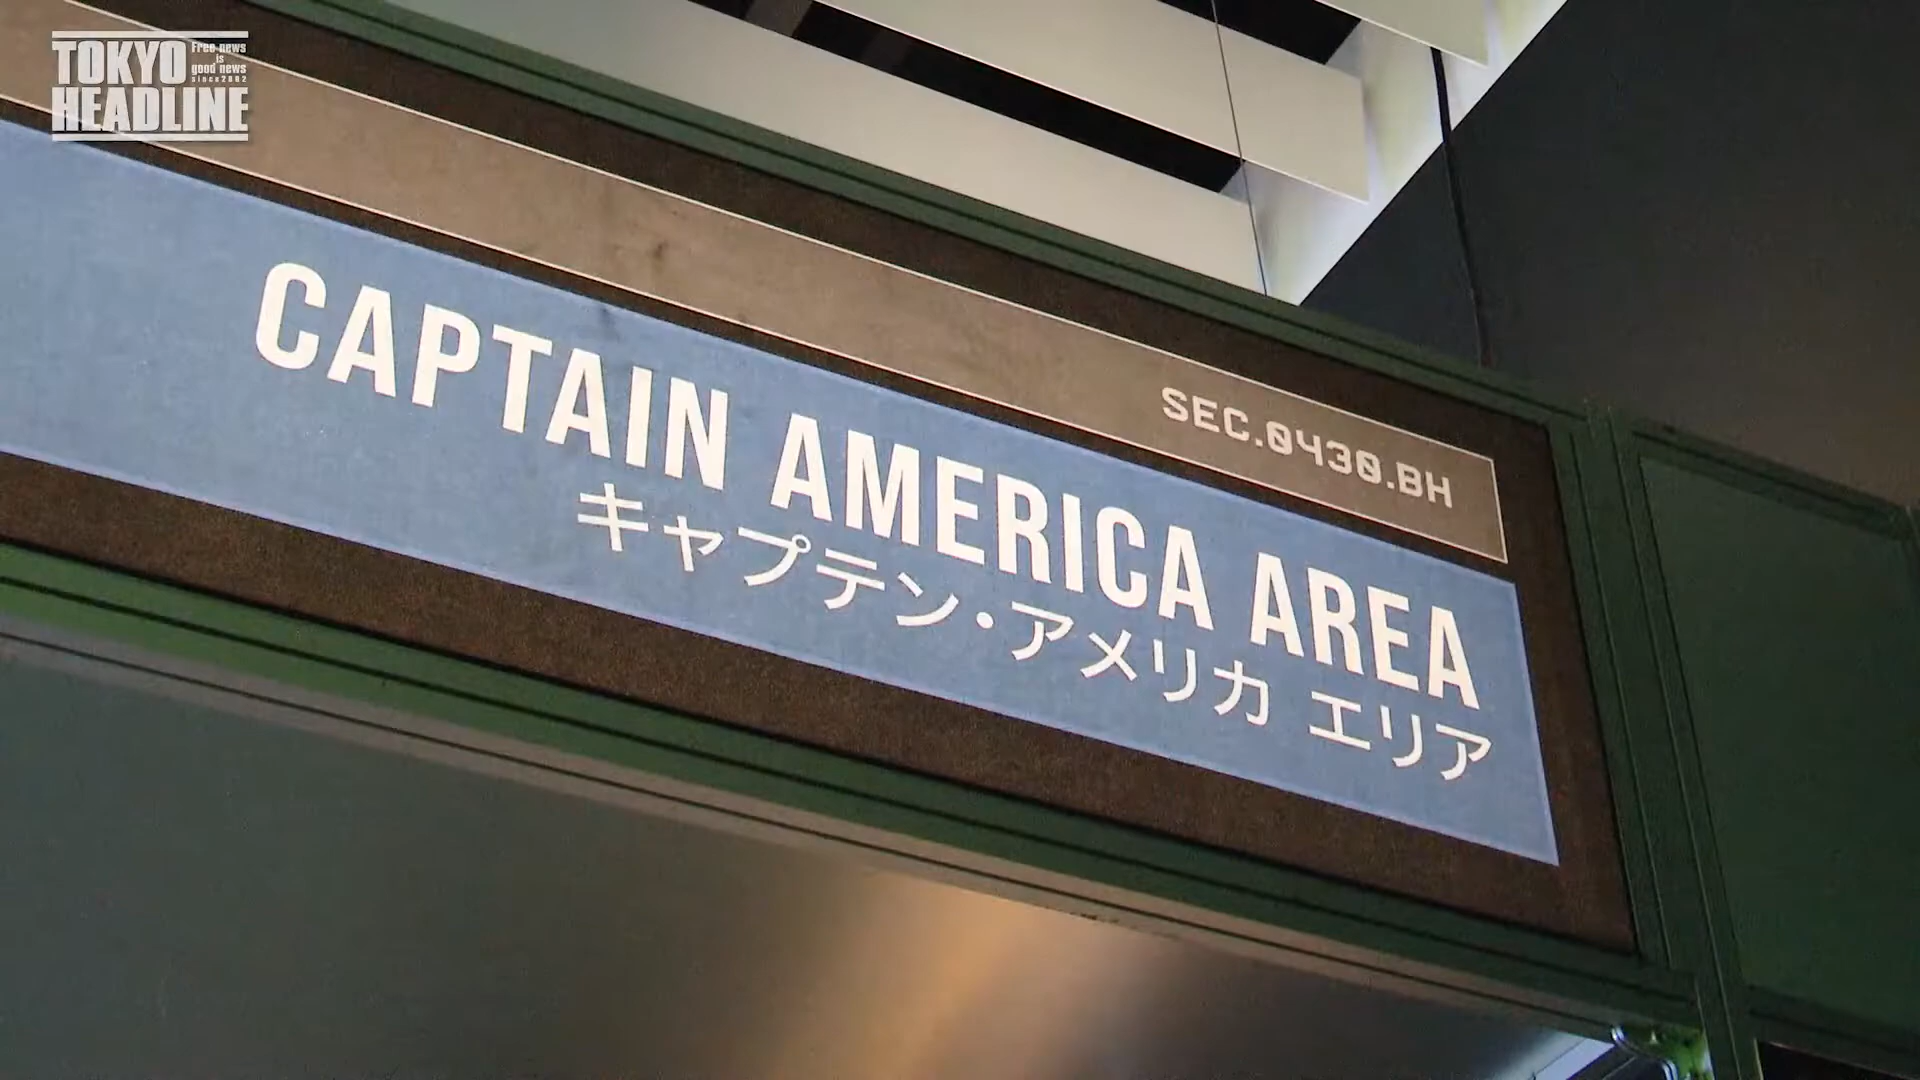 TOKYO
Free news
is
good news
since2002
HEADLINE
SEC.0430.BH
CAPTAIN AMERICA AREA
キャプテン・アメリカ エリア